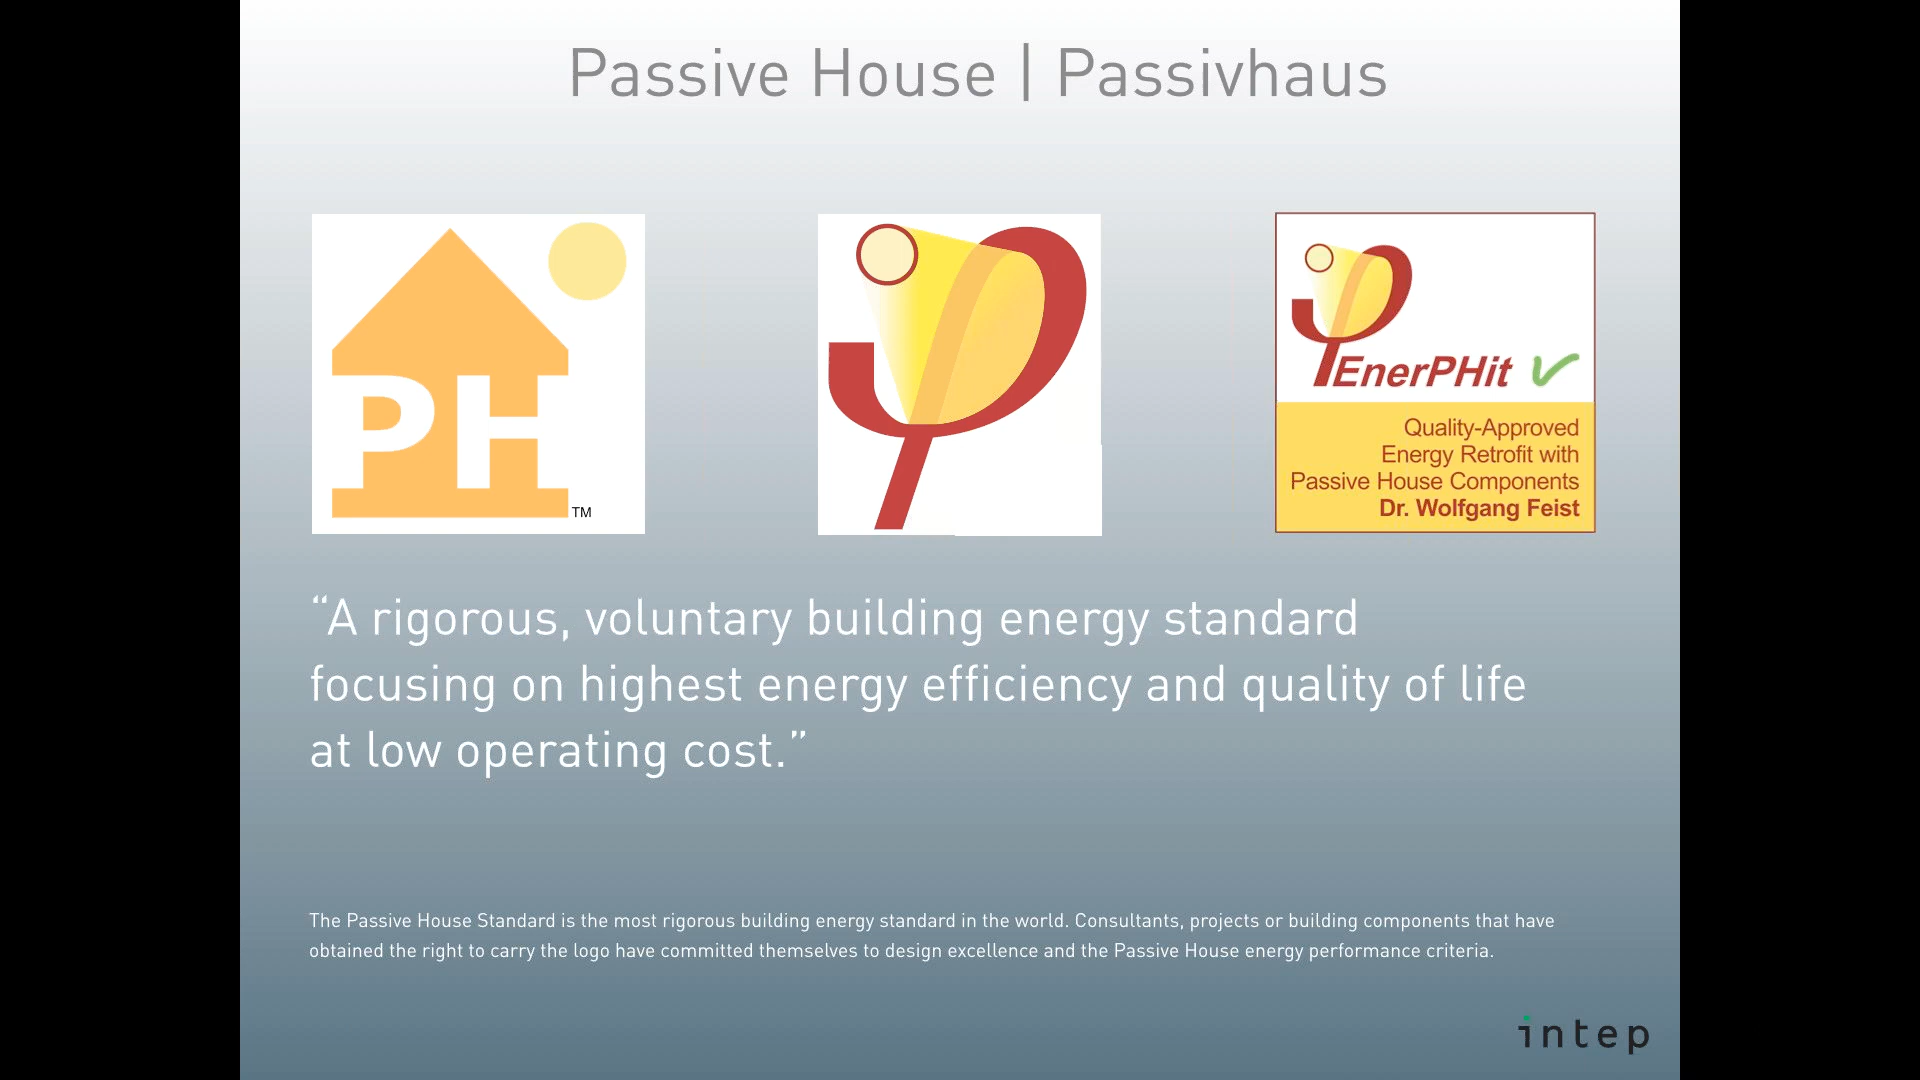 Passive House | Passivhaus
PH
TM
EnerPHit
Quality-Approved
Energy Retrofit with
Passive House Components
Dr. Wolfgang Feist
“A rigorous, voluntary building energy standard
focusing on highest energy efficiency and quality of life
at low operating cost.”
The Passive House Standard is the most rigorous building energy standard in the world. Consultants, projects or building components that have
obtained the right to carry the logo have committed themselves to design excellence and the Passive House energy performance criteria.
intep